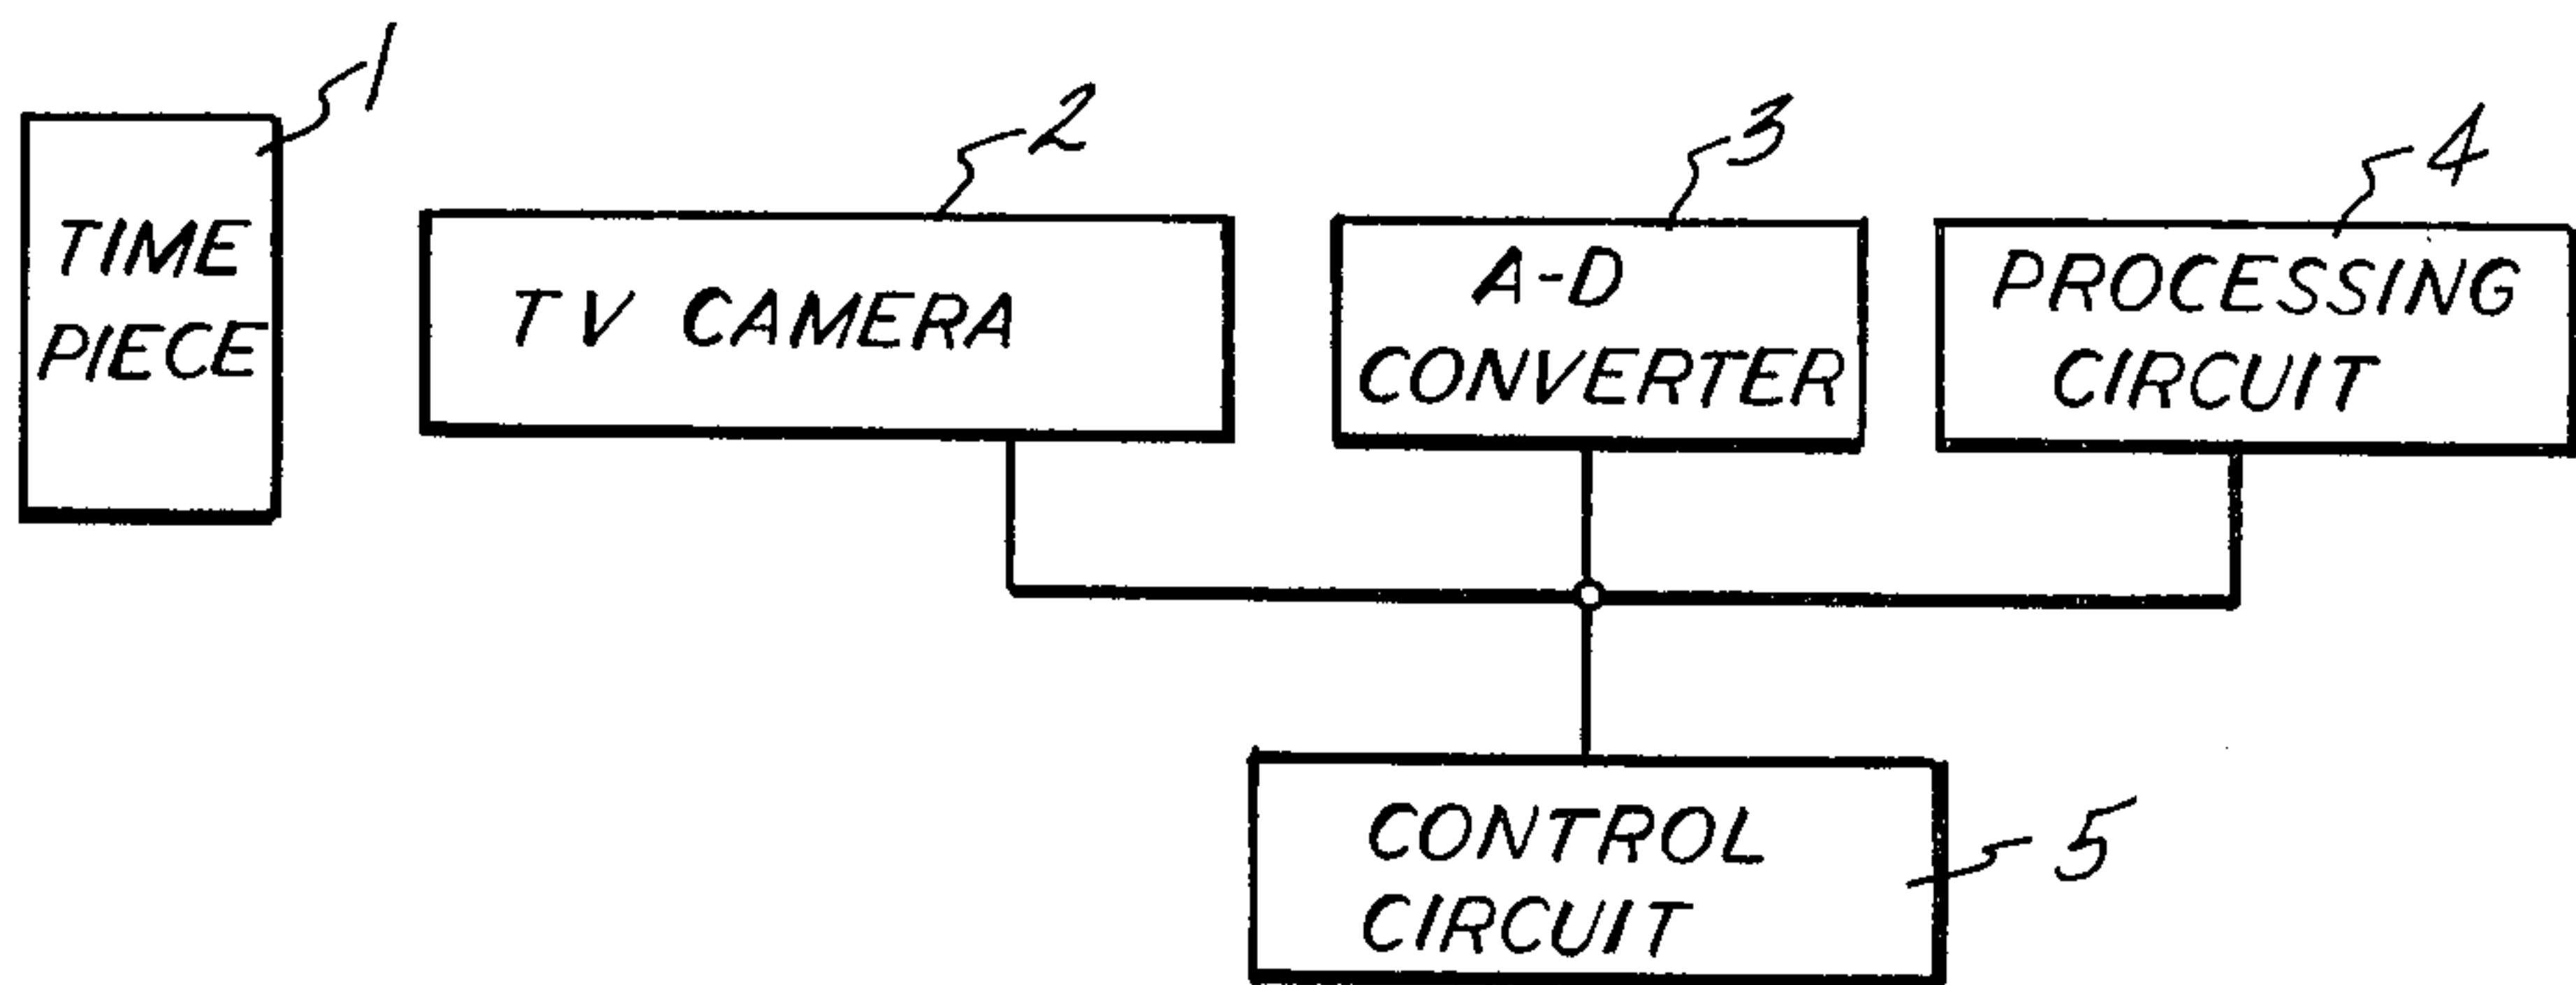 1
2
3
4
TIME
PIECE
TV CAMERA
A-D
CONVERTER
PROCESSING
CIRCUIT
CONTROL
CIRCUIT
5